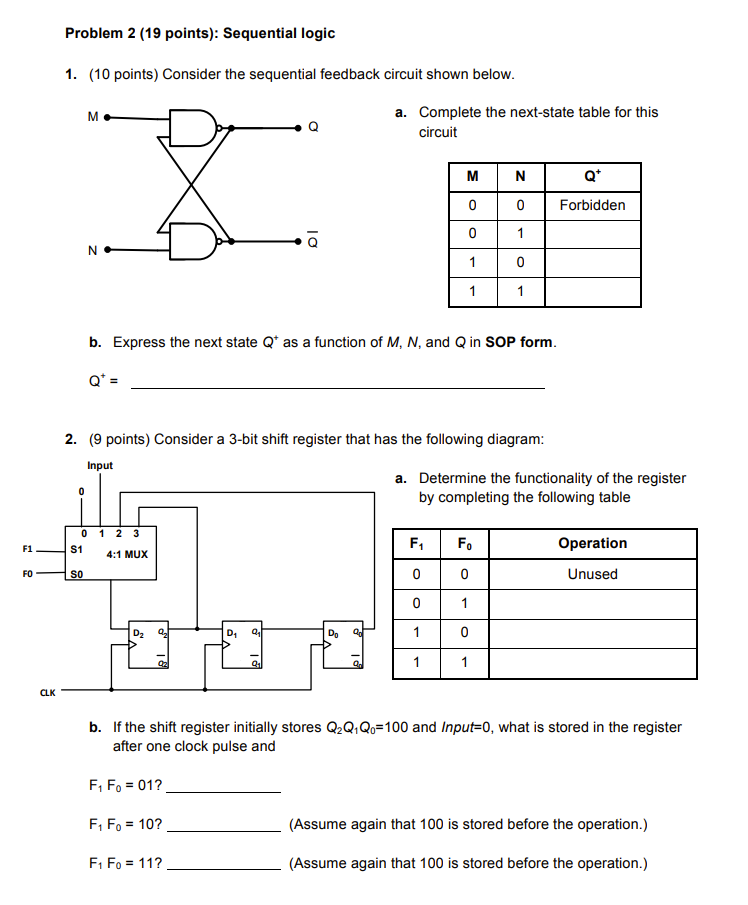 Problem 2 (19 points): Sequential logic
1. (10 points) Consider the sequential feedback circuit shown below.
M
Q
N
Q̅
a. Complete the next-state table for this
circuit
M N Q⁺
0 0 Forbidden
0 1
1 0
1 1
b. Express the next state Q⁺ as a function of M, N, and Q in SOP form.
Q⁺ = 
2. (9 points) Consider a 3-bit shift register that has the following diagram:
Input
0
0 1 2 3
F1 S1 4:1 MUX
F0 S0
D₂ Q₂ D₁ Q₁ D₀ Q₀
Q̅₂ Q̅₁ Q̅₀
CLK
a. Determine the functionality of the register
by completing the following table
F₁ F₀ Operation
0 0 Unused
0 1
1 0
1 1
b. If the shift register initially stores Q₂Q₁Q₀=100 and Input=0, what is stored in the register
after one clock pulse and
F₁ F₀ = 01?
F₁ F₀ = 10? (Assume again that 100 is stored before the operation.)
F₁ F₀ = 11? (Assume again that 100 is stored before the operation.)